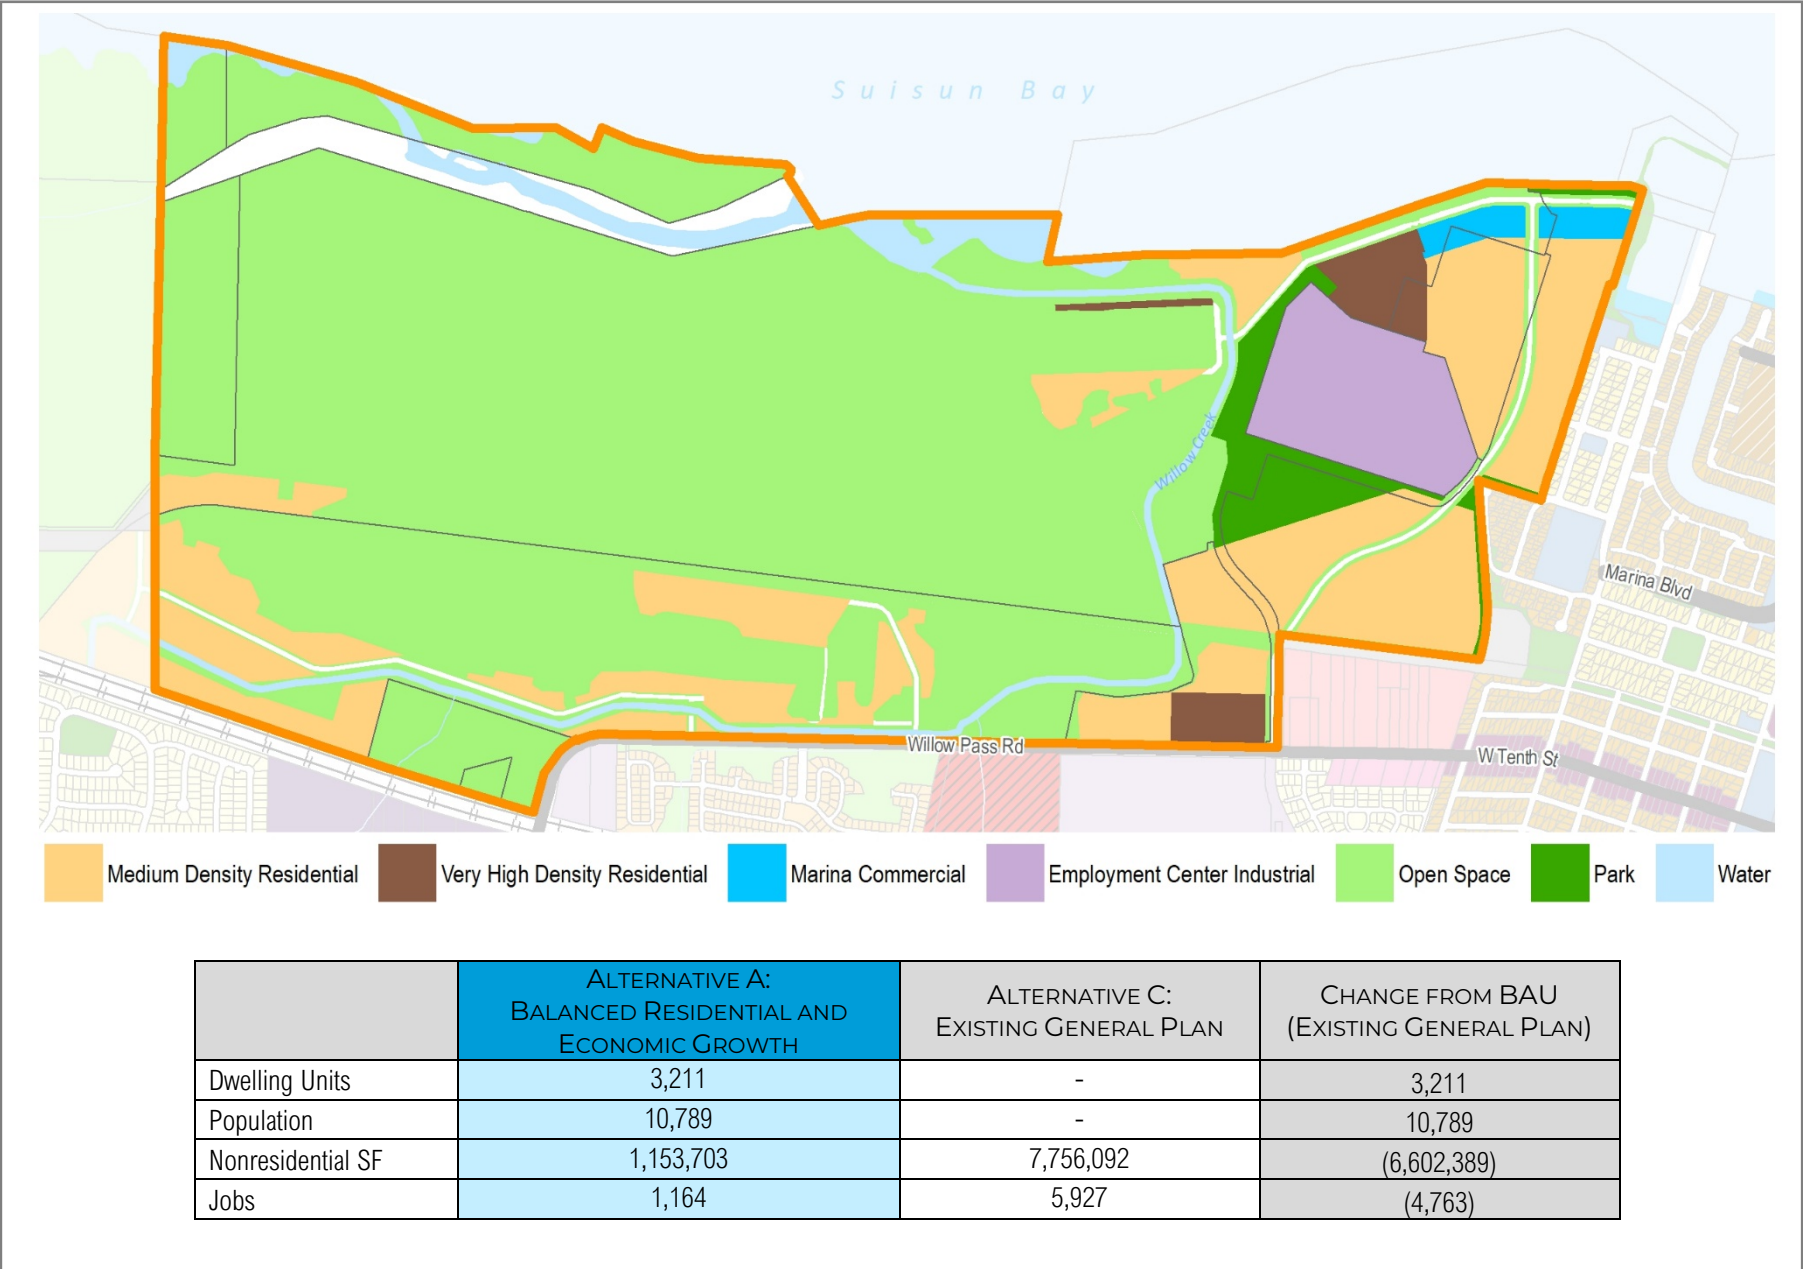 Suisun Bay
Willow Creek
Marina Blvd
Willow Pass Rd
W Tenth St
Medium Density Residential
Very High Density Residential
Marina Commercial
Employment Center Industrial
Open Space
Park
Water
ALTERNATIVE A:
BALANCED RESIDENTIAL AND
ECONOMIC GROWTH
ALTERNATIVE C:
EXISTING GENERAL PLAN
CHANGE FROM BAU
(EXISTING GENERAL PLAN)
Dwelling Units 3,211 - 3,211
Population 10,789 - 10,789
Nonresidential SF 1,153,703 7,756,092 (6,602,389)
Jobs 1,164 5,927 (4,763)